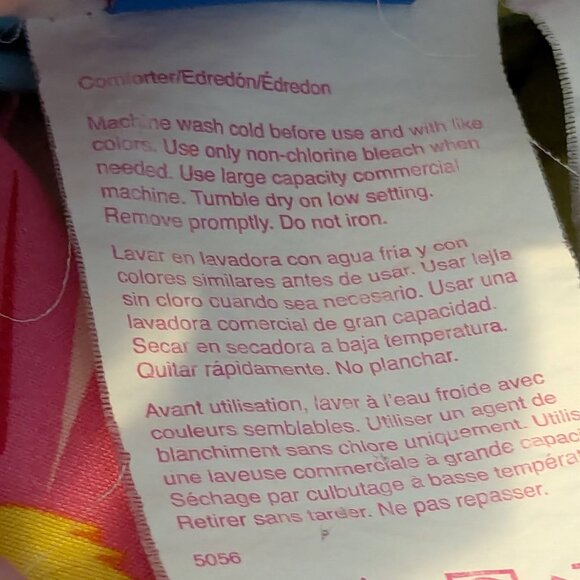 Comforter/Edredón/Édredon
Machine wash cold before use and with like
colors. Use only non-chlorine bleach when
needed. Use large capacity commercial
machine. Tumble dry on low setting.
Remove promptly. Do not iron.
Lavar en lavadora con agua fría y con
colores similares antes de usar. Usar lejía
sin cloro cuando sea necesario. Usar una
lavadora comercial de gran capacidad.
Secar en secadora a baja temperatura.
Quitar rápidamente. No planchar.
Avant utilisation, laver à l'eau froide avec
couleurs semblables. Utiliser un agent de
blanchiment sans chlore uniquement. Utilis
une laveuse commerciale à grande capaci
Séchage par culbutage à basse températ
Retirer sans tarder. Ne pas repasser.
5056